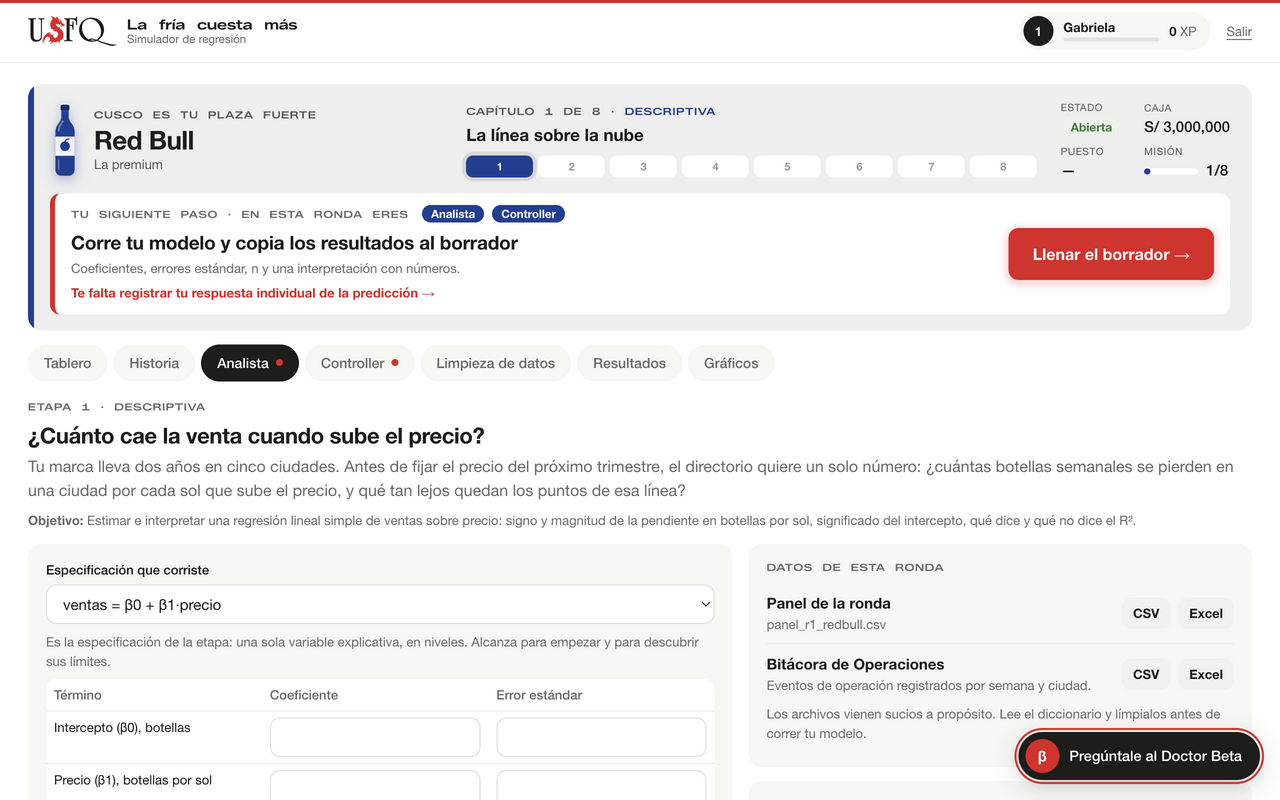 USFQ
La fría cuesta más
Simulador de regresión
1
Gabriela
0 XP
Salir
CUSCO ES TU PLAZA FUERTE
Red Bull
La premium
CAPÍTULO 1 DE 8 · DESCRIPTIVA
La línea sobre la nube
1 2 3 4 5 6 7 8
ESTADO
Abierta
CAJA
S/ 3,000,000
PUESTO
—
MISIÓN
1/8
TU SIGUIENTE PASO · EN ESTA RONDA ERES Analista Controller
Corre tu modelo y copia los resultados al borrador
Coeficientes, errores estándar, n y una interpretación con números.
Te falta registrar tu respuesta individual de la predicción →
Llenar el borrador →
Tablero Historia Analista Controller Limpieza de datos Resultados Gráficos
ETAPA 1 · DESCRIPTIVA
¿Cuánto cae la venta cuando sube el precio?
Tu marca lleva dos años en cinco ciudades. Antes de fijar el precio del próximo trimestre, el directorio quiere un solo número: ¿cuántas botellas semanales se pierden en
una ciudad por cada sol que sube el precio, y qué tan lejos quedan los puntos de esa línea?
Objetivo: Estimar e interpretar una regresión lineal simple de ventas sobre precio: signo y magnitud de la pendiente en botellas por sol, significado del intercepto, qué dice y qué no dice el R².
Especificación que corriste
ventas = β0 + β1·precio
Es la especificación de la etapa: una sola variable explicativa, en niveles. Alcanza para empezar y para descubrir
sus límites.
Término Coeficiente Error estándar
Intercepto (β0), botellas
Precio (β1), botellas por sol
DATOS DE ESTA RONDA
Panel de la ronda
panel_r1_redbull.csv
CSV Excel
Bitácora de Operaciones
Eventos de operación registrados por semana y ciudad.
CSV Excel
Los archivos vienen sucios a propósito. Lee el diccionario y límpialos antes de
correr tu modelo.
β Pregúntale al Doctor Beta